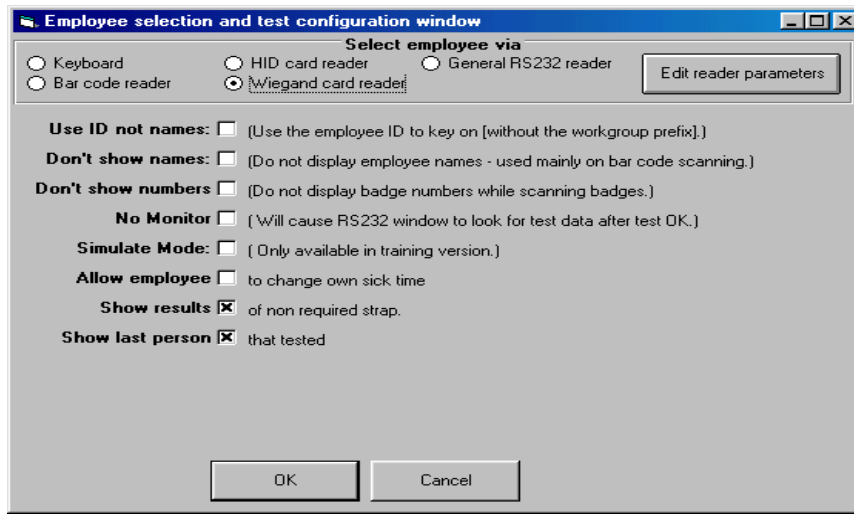 Employee selection and test configuration window
Select employee via
Keyboard HID card reader General RS232 reader
Bar code reader Wiegand card reader
Edit reader parameters
Use ID not names: (Use the employee ID to key on [without the workgroup prefix].)
Don't show names: (Do not display employee names - used mainly on bar code scanning.)
Don't show numbers (Do not display badge numbers while scanning badges.)
No Monitor ( Will cause RS232 window to look for test data after test OK.)
Simulate Mode: ( Only available in training version.)
Allow employee to change own sick time
Show results of non required strap.
Show last person that tested
OK Cancel